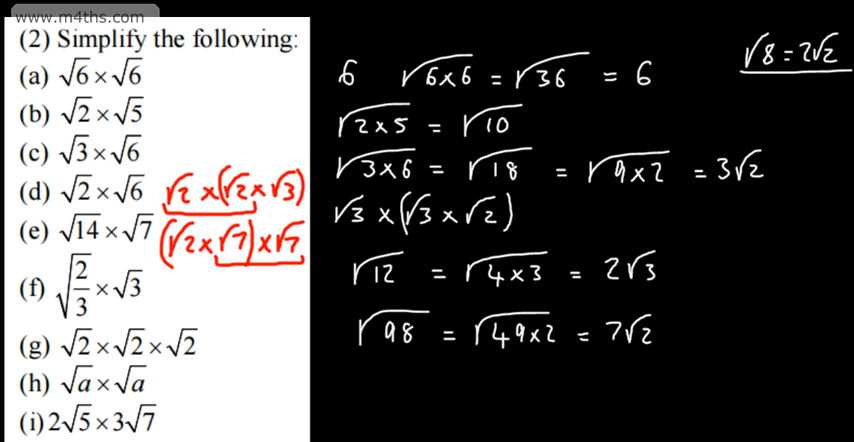 www.m4ths.com
(2) Simplify the following:
(a) √6 × √6
(b) √2 × √5
(c) √3 × √6
(d) √2 × √6
(e) √14 × √7
(f) √(2/3) × √3
(g) √2 × √2 × √2
(h) √a × √a
(i) 2√5 × 3√7
√2 × (√2 × √3)
(√2 × √7) × √7
√8 = 2√2
6 √(6×6) = √36 = 6
√(2×5) = √10
√(3×6) = √18 = √(9×2) = 3√2
√3 × (√3 × √2)
√12 = √(4×3) = 2√3
√98 = √(49×2) = 7√2